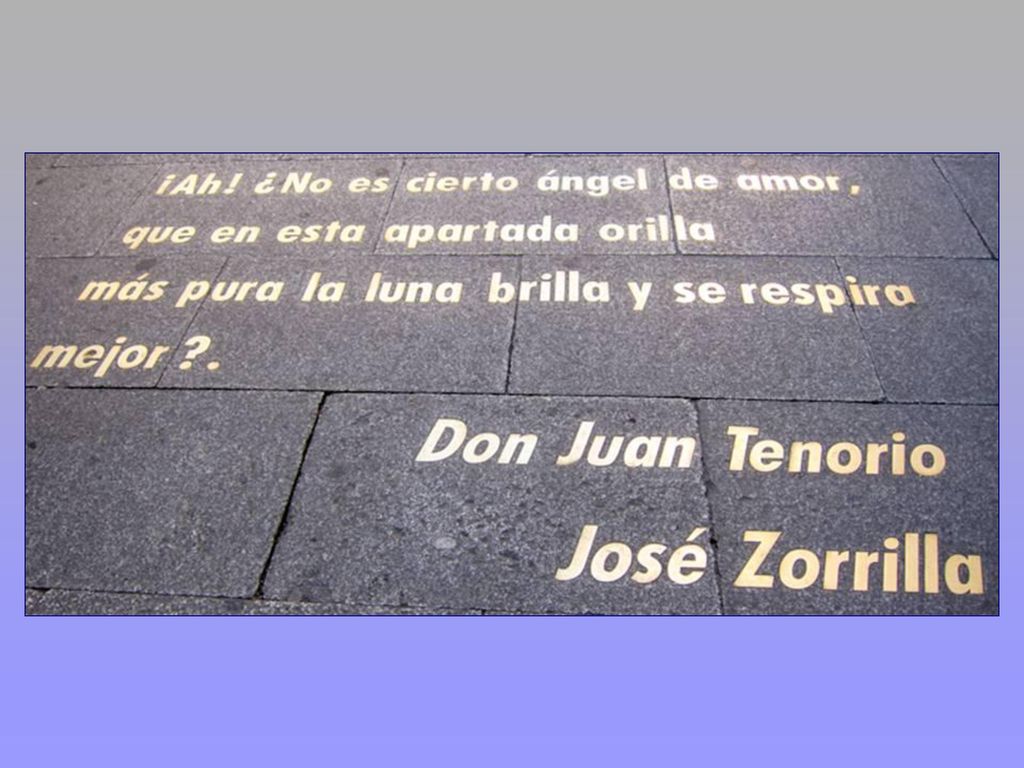 ¡Ah! ¿No es cierto ángel de amor,
que en esta apartada orilla
más pura la luna brilla y se respira
mejor?.
Don Juan Tenorio
José Zorrilla